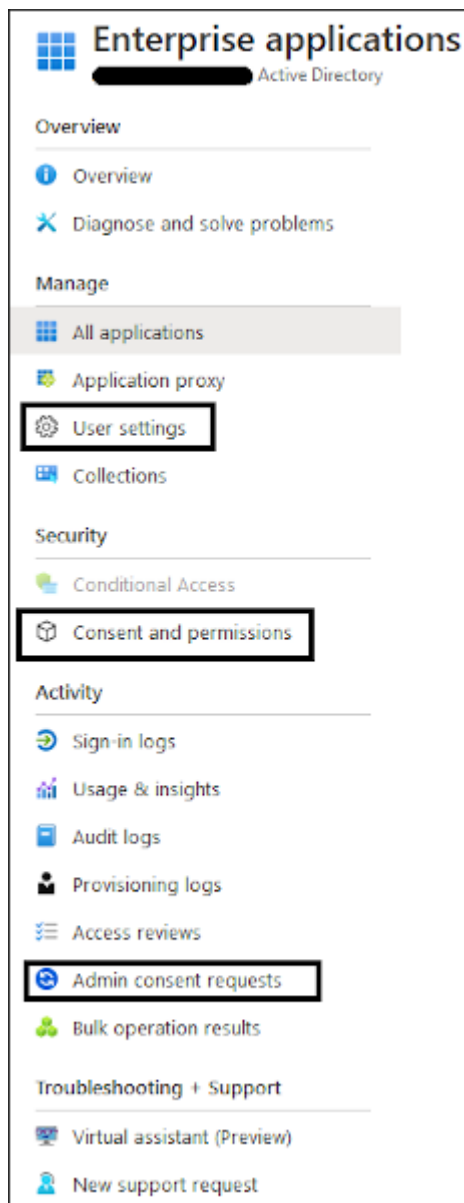 Enterprise applications
Active Directory
Overview
Overview
Diagnose and solve problems
Manage
All applications
Application proxy
User settings
Collections
Security
Conditional Access
Consent and permissions
Activity
Sign-in logs
Usage & insights
Audit logs
Provisioning logs
Access reviews
Admin consent requests
Bulk operation results
Troubleshooting + Support
Virtual assistant (Preview)
New support request